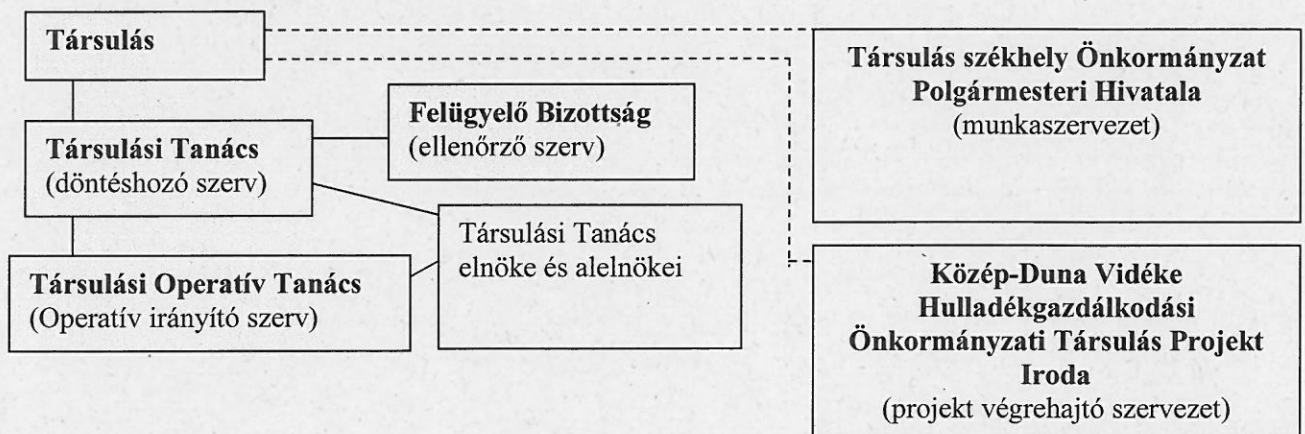 Társulás
Társulás székhely Önkormányzat
Polgármesteri Hivatala
(munkaszervezet)
Felügyelő Bizottság
(ellenőrző szerv)
Társulási Tanács
(döntéshozó szerv)
Társulási Tanács
elnöke és alelnökei
Társulási Operatív Tanács
(Operatív irányító szerv)
Közép-Duna Vidéke
Hulladékgazdálkodási
Önkormányzati Társulás Projekt
Iroda
(projekt végrehajtó szervezet)